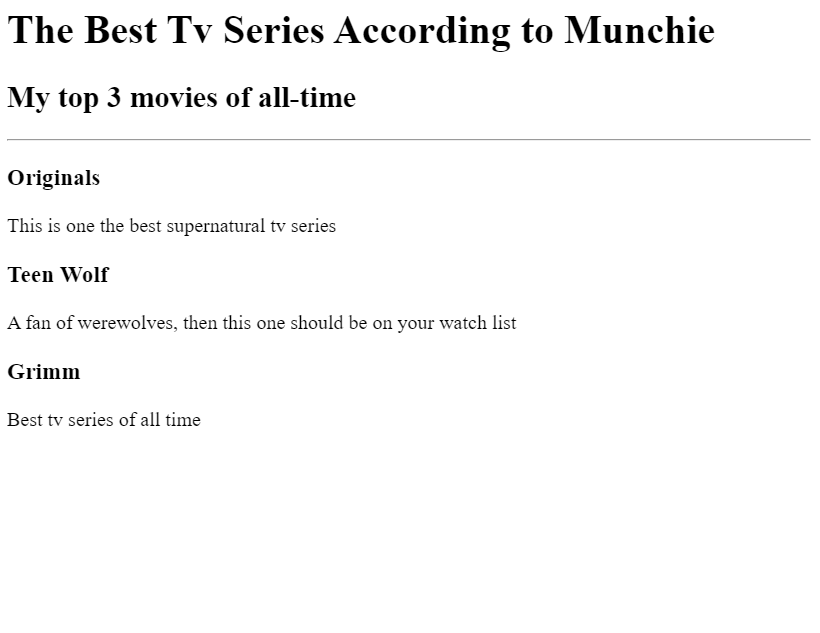 The Best Tv Series According to Munchie
My top 3 movies of all-time
Originals
This is one the best supernatural tv series
Teen Wolf
A fan of werewolves, then this one should be on your watch list
Grimm
Best tv series of all time